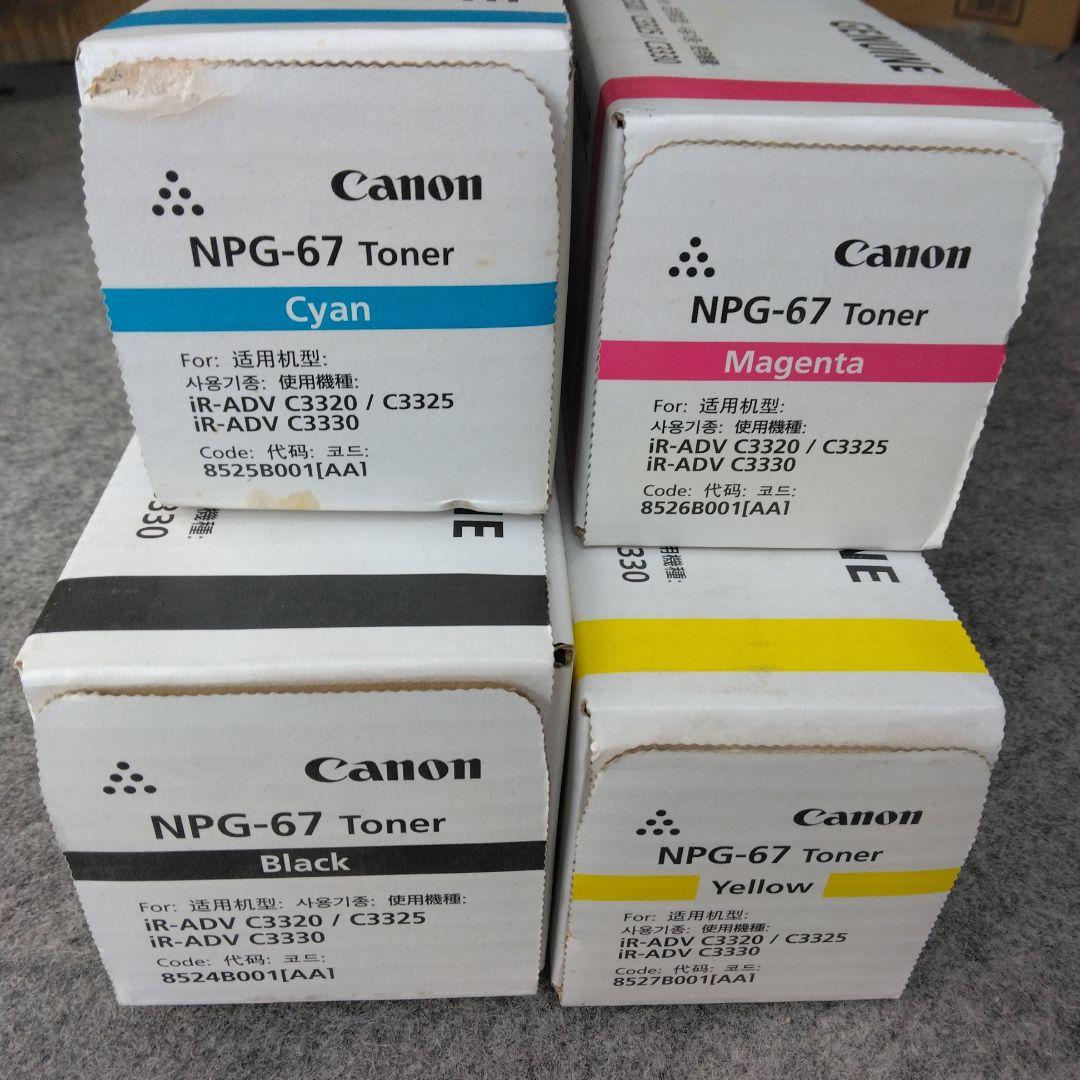 Canon
NPG-67 Toner
Cyan
For: 适用机型:
사용기종: 使用機種:
iR-ADV C3320 / C3325
iR-ADV C3330
Code: 代码: 코드:
8525B001[AA]
GENUINE
Canon
NPG-67 Toner
Magenta
For: 适用机型:
사용기종: 使用機種:
iR-ADV C3320 / C3325
iR-ADV C3330
Code: 代码: 코드:
8526B001[AA]
Canon
NPG-67 Toner
Black
For: 适用机型: 사용기종: 使用機種:
iR-ADV C3320 / C3325
iR-ADV C3330
Code: 代码: 코드:
8524B001[AA]
Canon
NPG-67 Toner
Yellow
For: 适用机型:
사용기종: 使用機種:
iR-ADV C3320 / C3325
iR-ADV C3330
Code: 代码: 코드:
8527B001[AA]